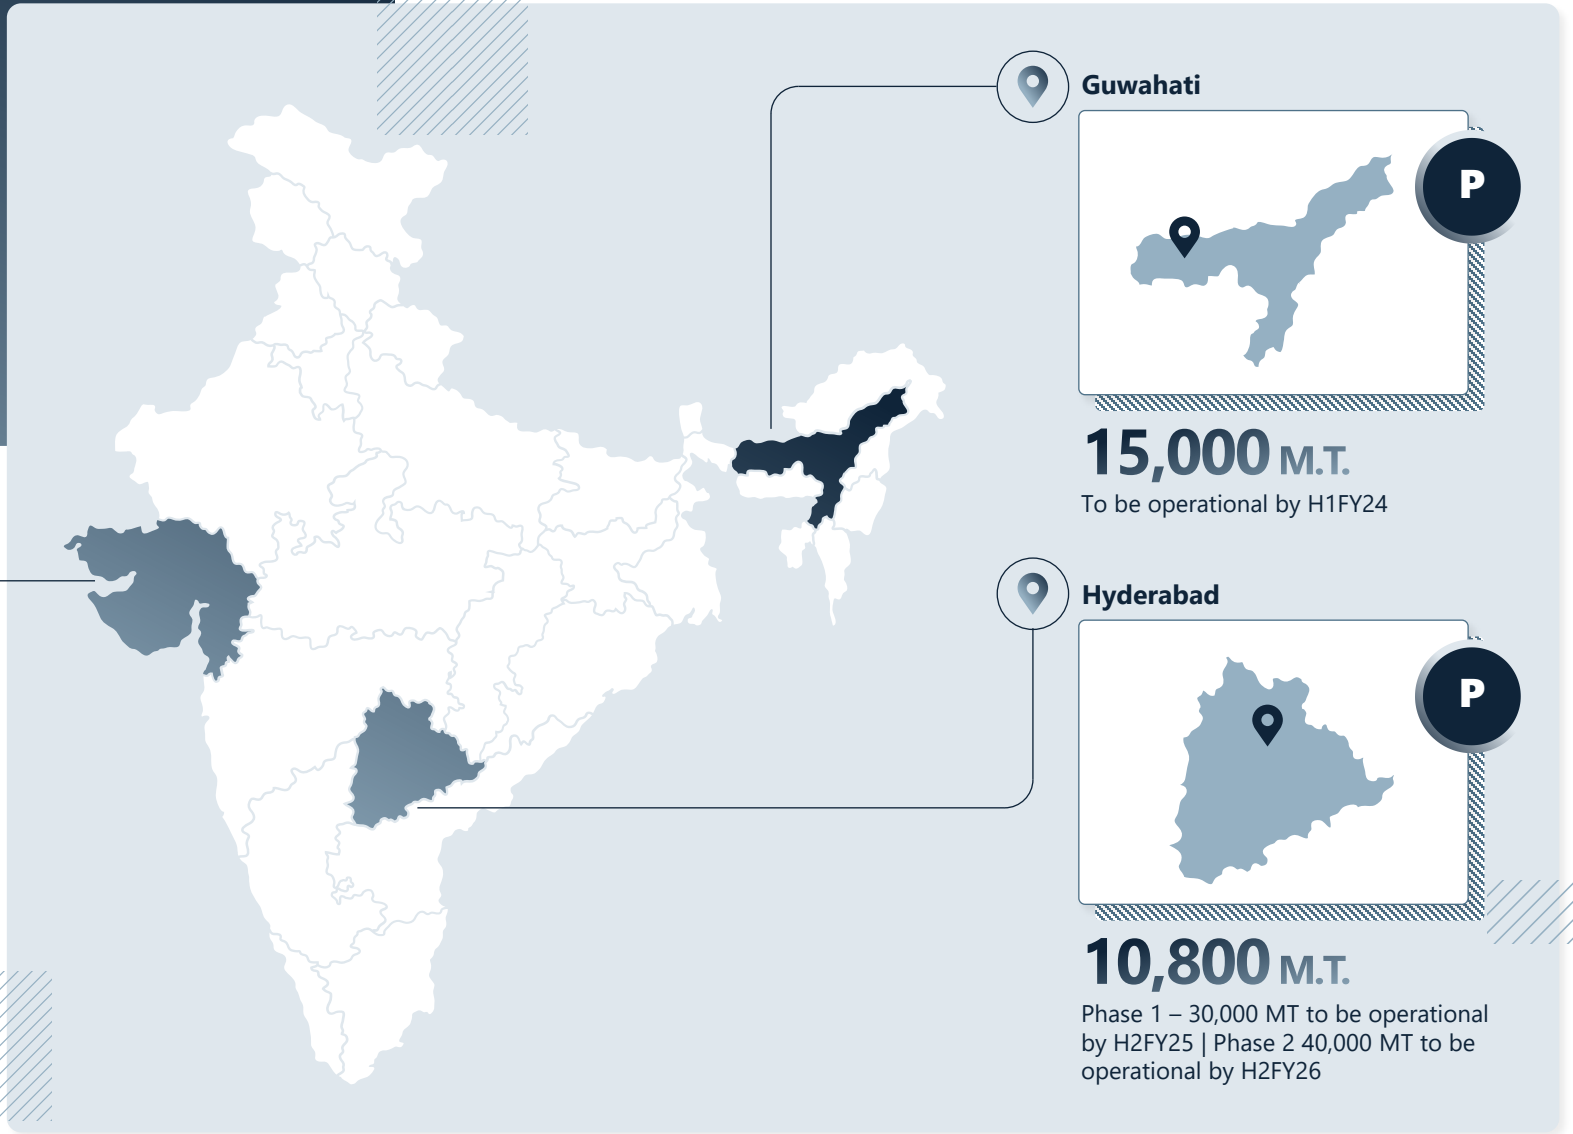 Guwahati
P
15,000 M.T.
To be operational by H1FY24
Hyderabad
P
10,800 M.T.
Phase 1 – 30,000 MT to be operational
by H2FY25 | Phase 2 40,000 MT to be
operational by H2FY26